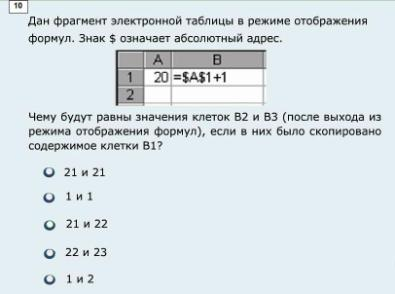 10
Дан фрагмент электронной таблицы в режиме отображения
формул. Знак $ означает абсолютный адрес.
A B
1 20 =$A$1+1
2
Чему будут равны значения клеток B2 и B3 (после выхода из
режима отображения формул), если в них было скопировано
содержимое клетки B1?
21 и 21
1 и 1
21 и 22
22 и 23
1 и 2